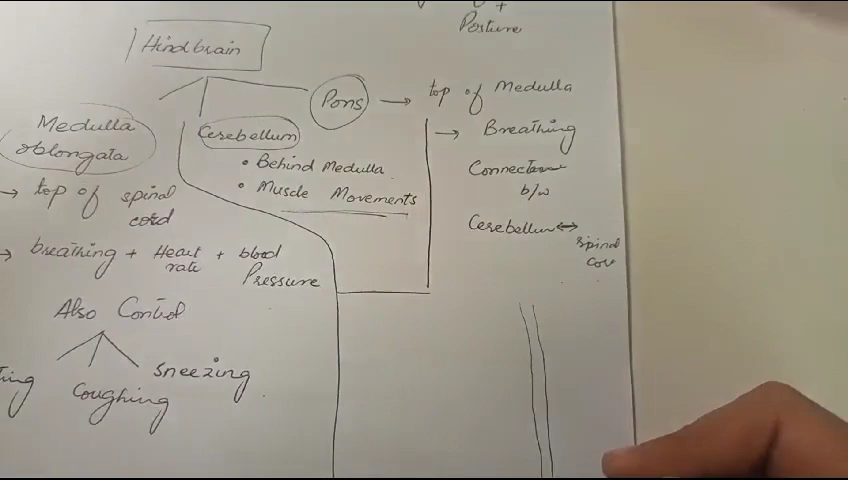 +
Posture
Hindbrain
Medulla
oblongata
→ top of spinal
cord
→ breathing + Heart rate + blood
Pressure
Also Control
Coughing
sneezing
Cerebellum
• Behind Medulla
• Muscle Movements
Pons → top of Medulla
→ Breathing
b/w
Cerebellum ↔
spinal